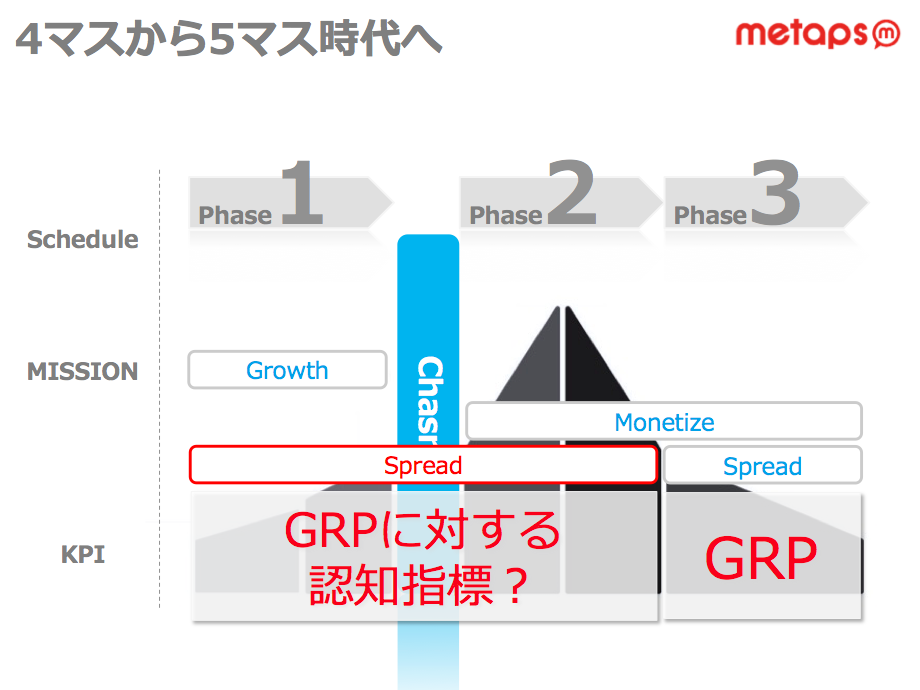 4マスから5マス時代へ
metaps m
Phase 1
Phase 2
Phase 3
Schedule
MISSION
Growth
Monetize
Spread
Spread
KPI
GRPに対する
認知指標？
GRP